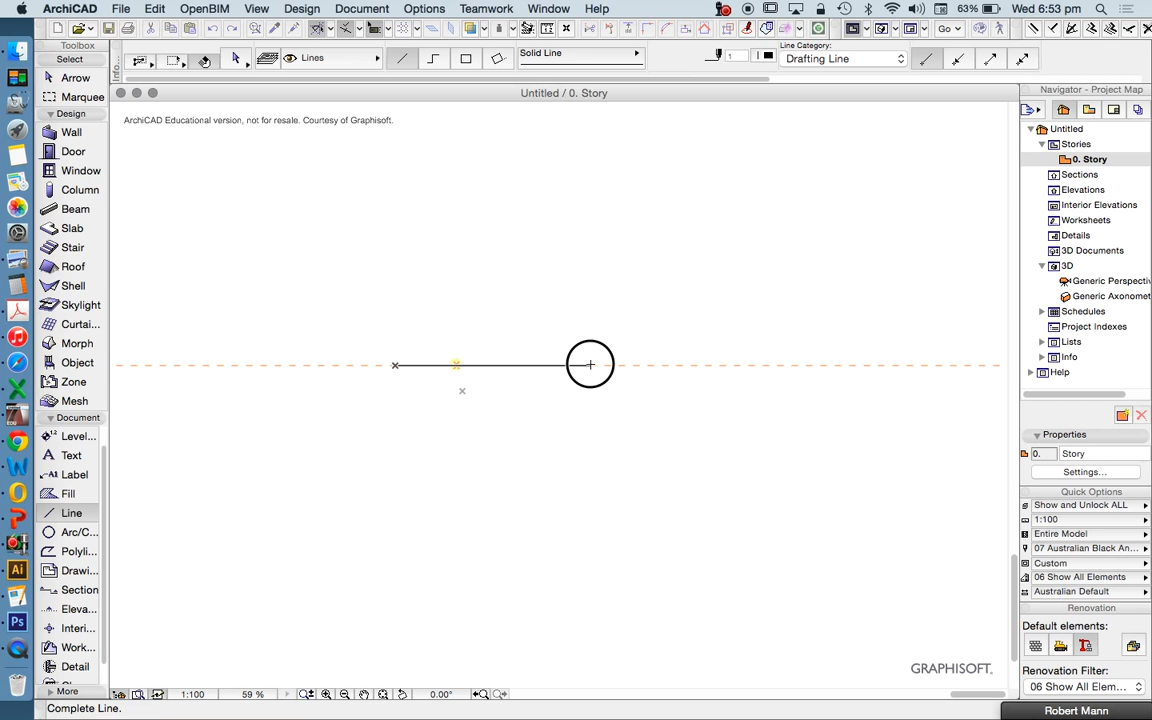 ArchiCAD File Edit View Design Document Options Teamwork Window Help 63% Wed 6:53 pm
Go
Toolbox
Select
Arrow
Marquee
Design
Wall
Door
Window
Column
Beam
Slab
Stair
Roof
Shell
Skylight
Curtai...
Morph
Object
Zone
Mesh
Document
Level...
Text
A1 Label
Fill
Line
Arc/C...
Polyli...
Drawi...
Section
Eleva...
Interi...
Work...
Detail
More
Info...
Lines
Solid Line
1
Line Category:
Drafting Line
Untitled / 0. Story
ArchiCAD Educational version, not for resale. Courtesy of Graphisoft.
GRAPHISOFT.
1:100
59 %
0.00°
Complete Line.
Navigator - Project Map
Untitled
Stories
0. Story
Sections
Elevations
Interior Elevations
Worksheets
Details
3D Documents
3D
Generic Perspecti
Generic Axonomet
Schedules
Project Indexes
Lists
Info
Help
Properties
0. Story
Settings...
Quick Options
Show and Unlock ALL
1:100
Entire Model
07 Australian Black An...
Custom
06 Show All Elements
Australian Default
Renovation
Default elements:
Renovation Filter:
06 Show All Elem...
Robert Mann